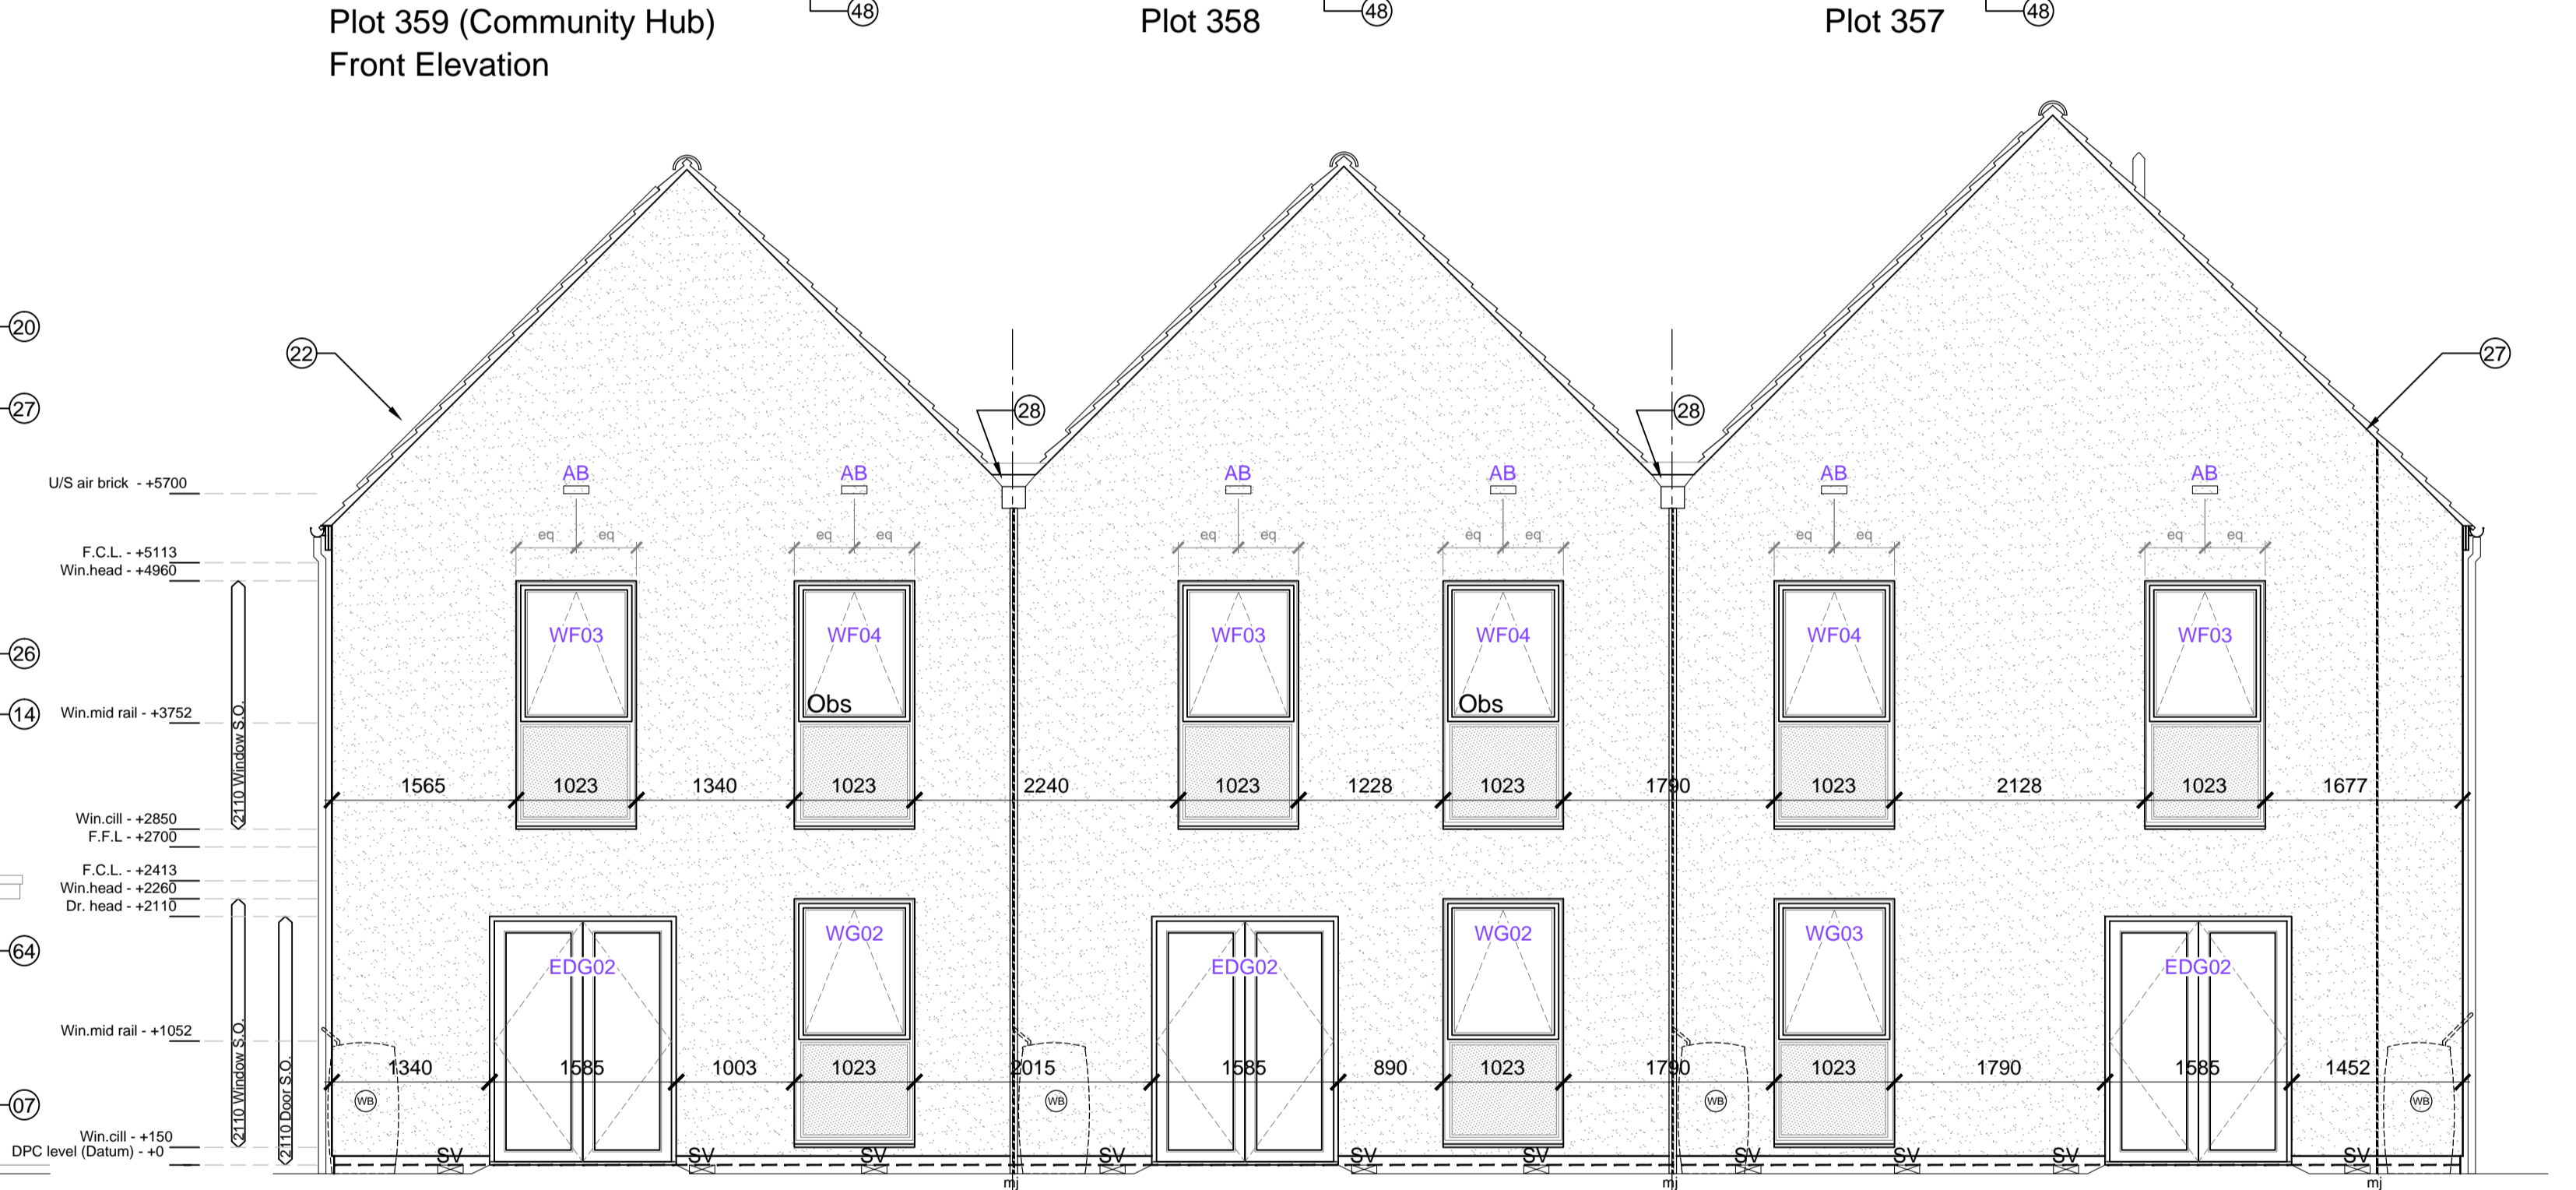 48
48
48
Plot 359 (Community Hub)
Front Elevation
Plot 358
Plot 357
20
22
27
27
28
28
U/S air brick - +5700
AB
AB
AB
AB
AB
AB
eq eq
eq eq
eq eq
eq eq
eq eq
eq eq
F.C.L. - +5113
Win.head - +4960
WF03
WF04
WF03
WF04
WF04
WF03
26
Obs
Obs
14
Win.mid rail - +3752
2110 Window S.O.
1565 1023 1340 1023 2240 1023 1228 1023 1790 1023 2128 1023 1677
Win.cill - +2850
F.F.L - +2700
F.C.L. - +2413
Win.head - +2260
Dr. head - +2110
WG02
WG02
WG03
64
EDG02
EDG02
EDG02
Win.mid rail - +1052
2110 Window S.O.
2110 Door S.O.
1340 1585 1003 1023 2015 1585 890 1023 1790 1023 1790 1585 1452
07
WB
WB
WB
WB
Win.cill - +150
DPC level (Datum) - +0
SV SV SV SV SV SV SV SV SV SV
mj
mj
mj